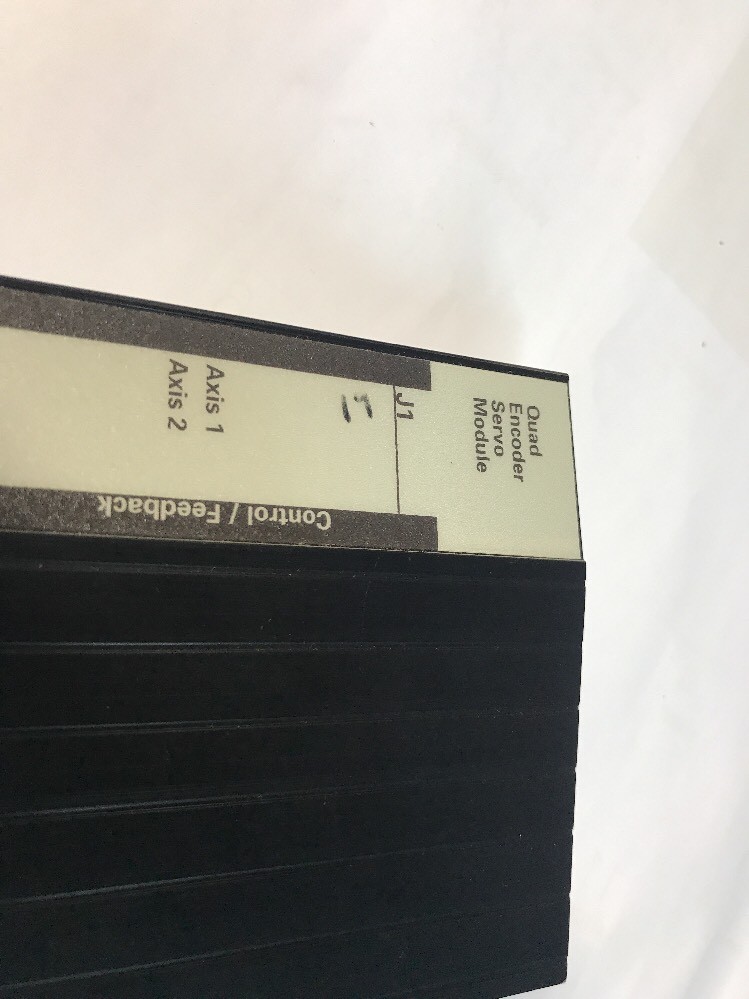 Quad
Encoder
Servo
Module
J1
Axis 1
Axis 2
Control / Feedback